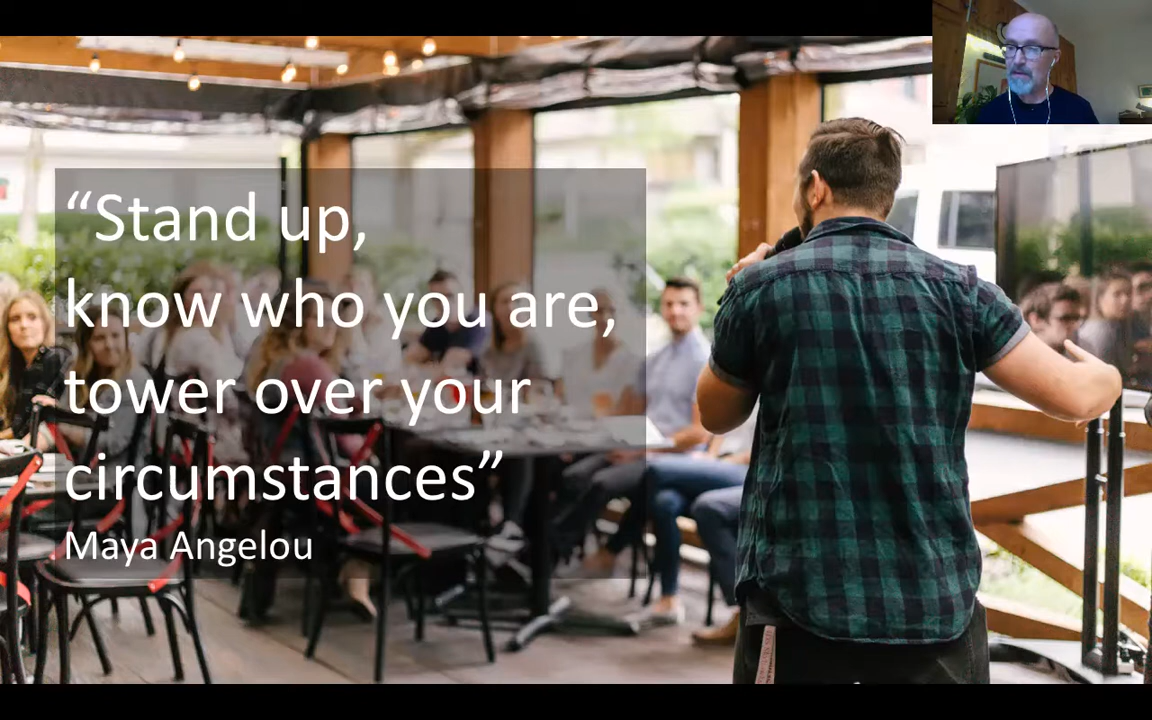 “Stand up,
know who you are,
tower over your
circumstances”
Maya Angelou